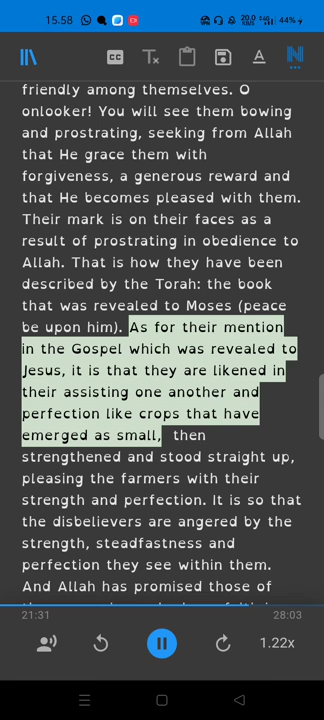 15.58
20.0
KB/s
44%
CC
friendly among themselves. O
onlooker! You will see them bowing
and prostrating, seeking from Allah
that He grace them with
forgiveness, a generous reward and
that He becomes pleased with them.
Their mark is on their faces as a
result of prostrating in obedience to
Allah. That is how they have been
described by the Torah: the book
that was revealed to Moses (peace
be upon him). As for their mention
in the Gospel which was revealed to
Jesus, it is that they are likened in
their assisting one another and
perfection like crops that have
emerged as small, then
strengthened and stood straight up,
pleasing the farmers with their
strength and perfection. It is so that
the disbelievers are angered by the
strength, steadfastness and
perfection they see within them.
And Allah has promised those of
21:31
28:03
1.22x